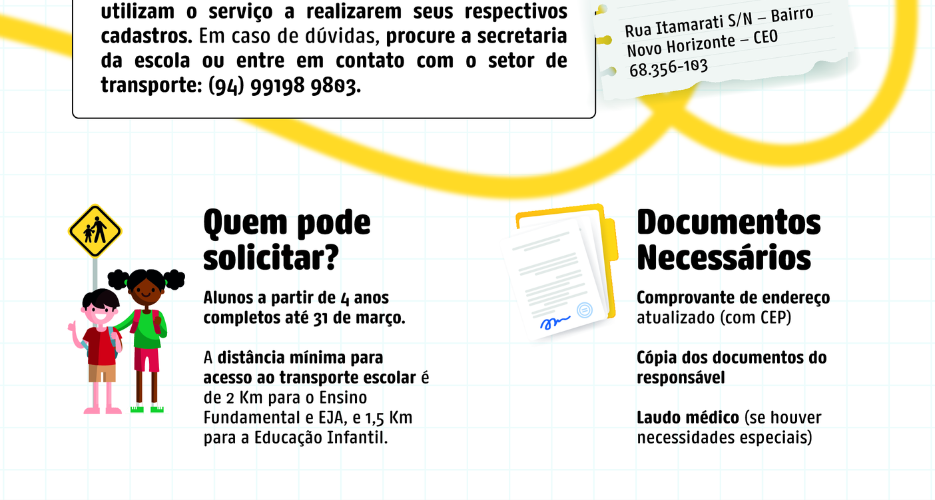 utilizam o serviço a realizarem seus respectivos
cadastros. Em caso de dúvidas, procure a secretaria
da escola ou entre em contato com o setor de
transporte: (94) 99198 9803.
Rua Itamarati S/N – Bairro
Novo Horizonte – CEO
68.356-103
Quem pode
solicitar?
Alunos a partir de 4 anos
completos até 31 de março.
A distância mínima para
acesso ao transporte escolar é
de 2 Km para o Ensino
Fundamental e EJA, e 1,5 Km
para a Educação Infantil.
Documentos
Necessários
Comprovante de endereço
atualizado (com CEP)
Cópia dos documentos do
responsável
Laudo médico (se houver
necessidades especiais)